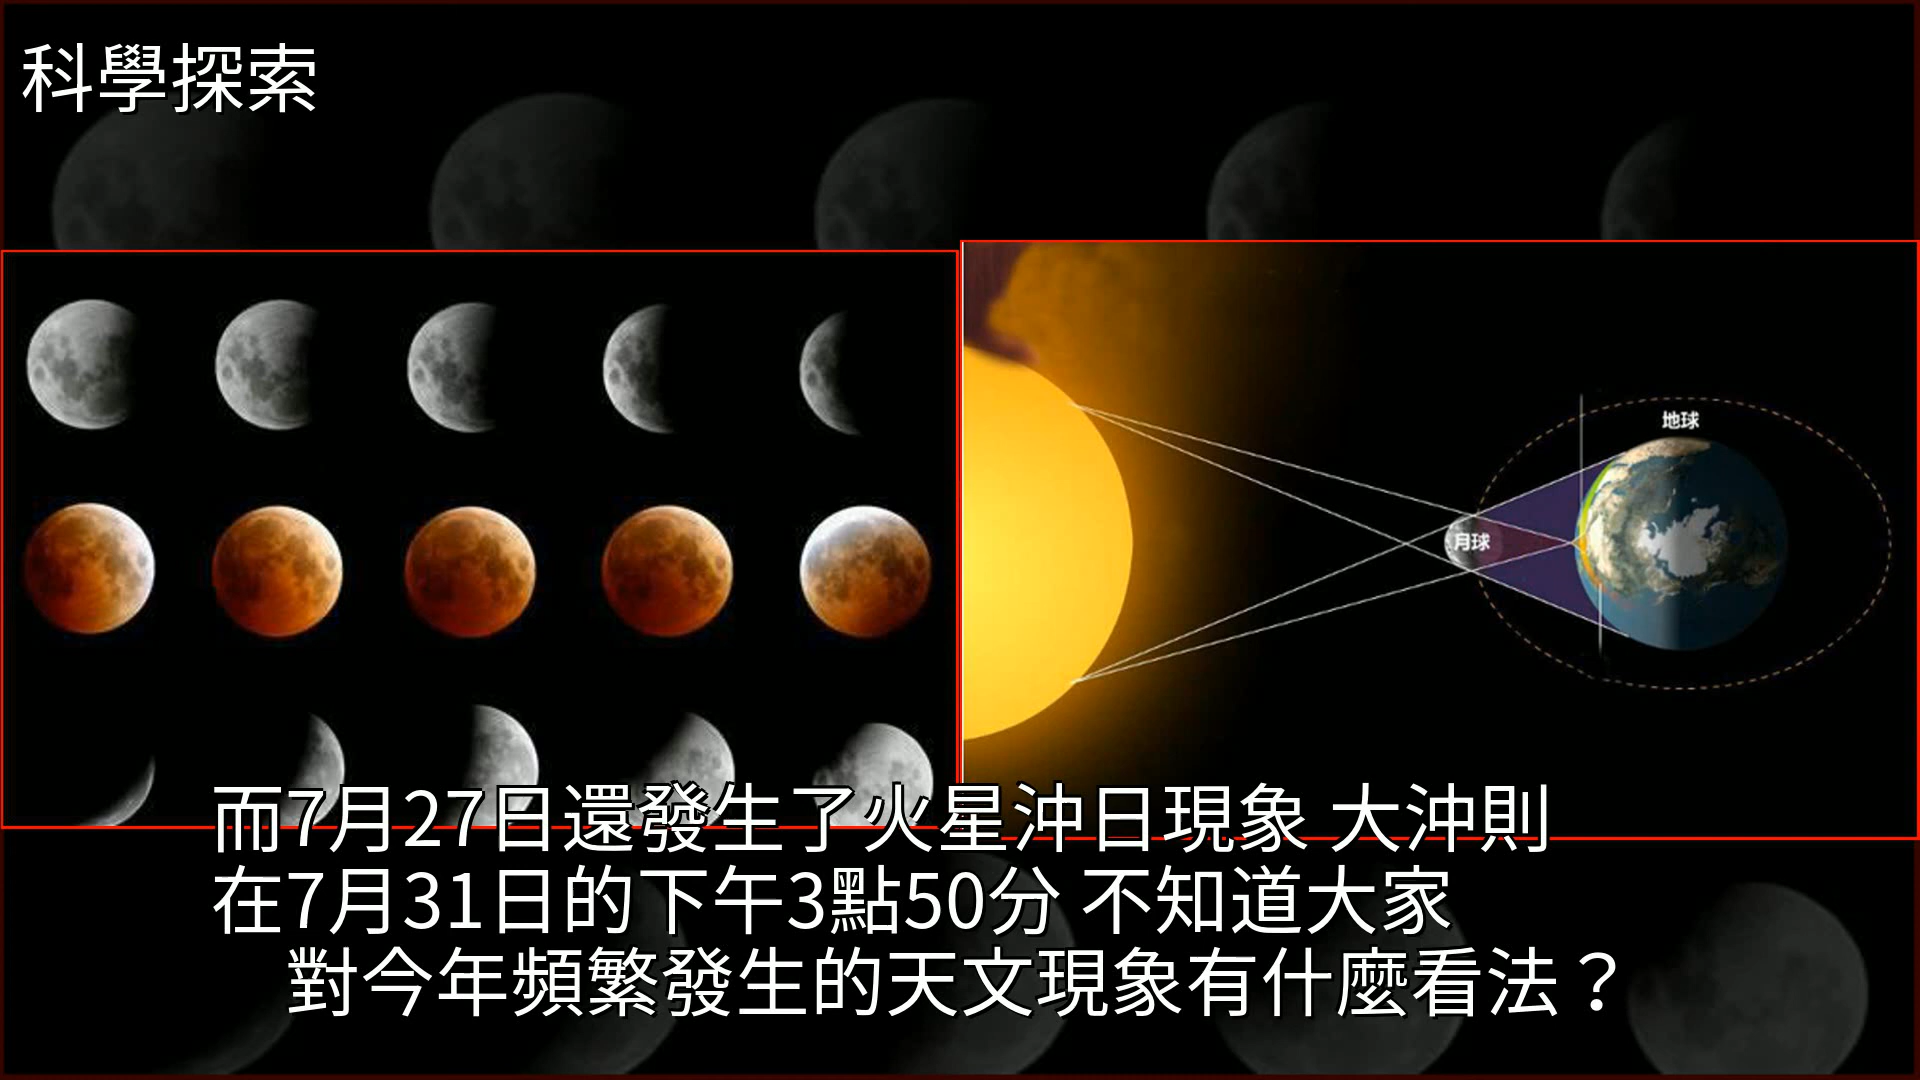 科學探索
地球
月球
而7月27日還發生了火星沖日現象 大沖則
在7月31日的下午3點50分 不知道大家
對今年頻繁發生的天文現象有什麼看法？